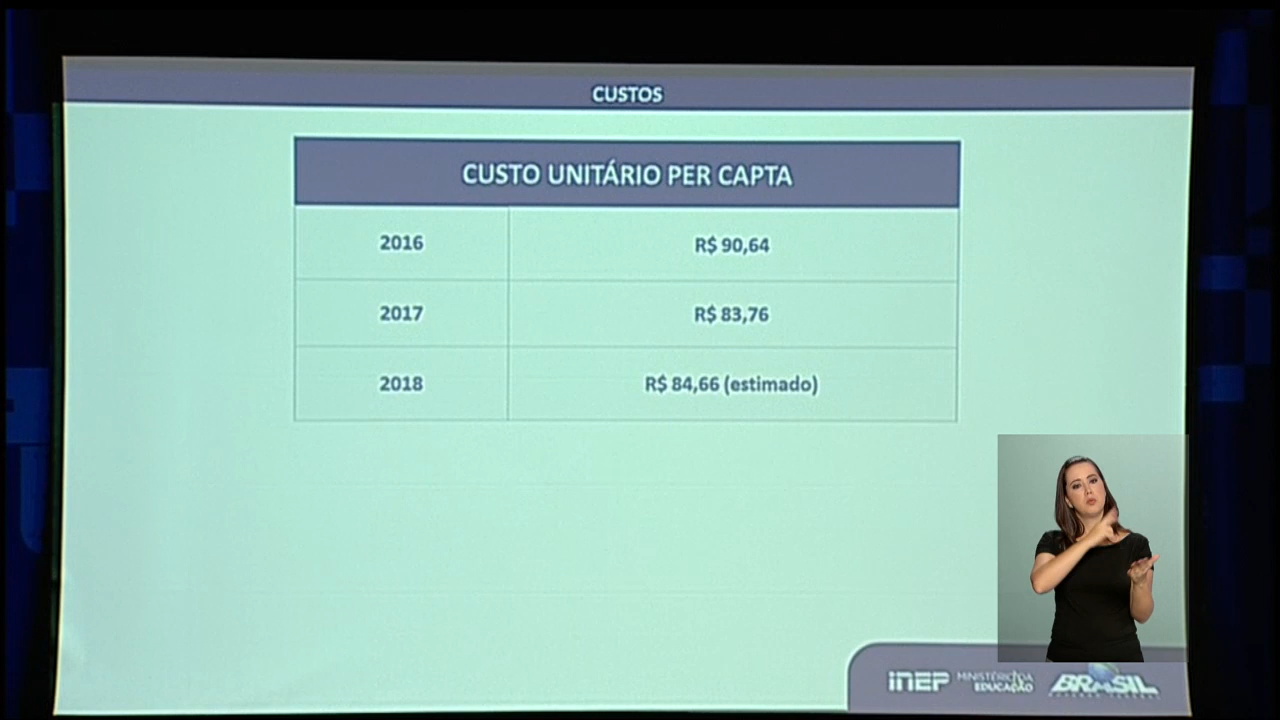 CUSTOS
CUSTO UNITÁRIO PER CAPTA
2016 R$ 90,64
2017 R$ 83,76
2018 R$ 84,66 (estimado)
INEP MINISTÉRIO DA EDUCAÇÃO BRASIL